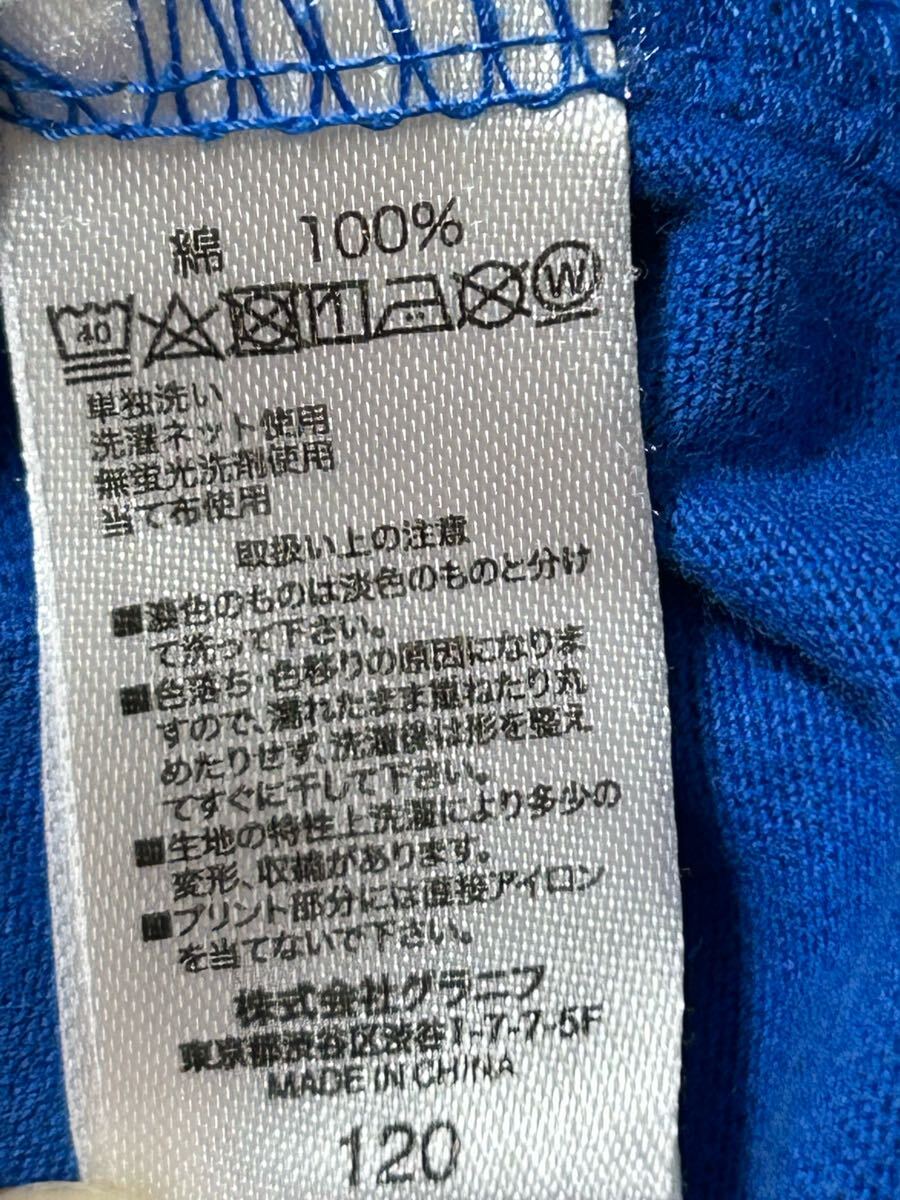 綿 100%
40 W
単独洗い
洗濯ネット使用
無蛍光洗剤使用
当て布使用
取扱い上の注意
■濃色のものは淡色のものと分け
て洗って下さい。
■色落ち・色移りの原因になりま
すので、濡れたまま重ねたり丸
めたりせず、洗濯後は形を整え
てすぐに干して下さい。
■生地の特性上洗濯により多少の
変形、収縮があります。
■プリント部分には直接アイロン
を当てないで下さい。
株式会社グラニフ
東京都渋谷区渋谷1-7-7-5F
MADE IN CHINA
120